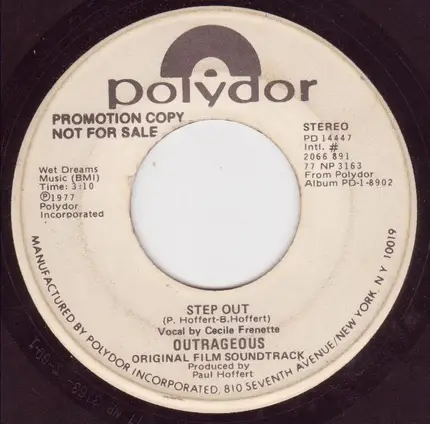 polydor
PROMOTION COPY
NOT FOR SALE
Wet Dreams
Music (BMI)
Time: 3:10
Ⓟ1977
Polydor
Incorporated
STEREO
PD 14447
Intl. #
2066 891
77 NP 3163
From Polydor
Album PD-1-8902
STEP OUT
(P. Hoffert-B.Hoffert)
Vocal by Cecile Frenette
OUTRAGEOUS
ORIGINAL FILM SOUNDTRACK
Produced by
Paul Hoffert
MANUFACTURED BY POLYDOR INCORPORATED, 810 SEVENTH AVENUE/NEW YORK, N Y 10019